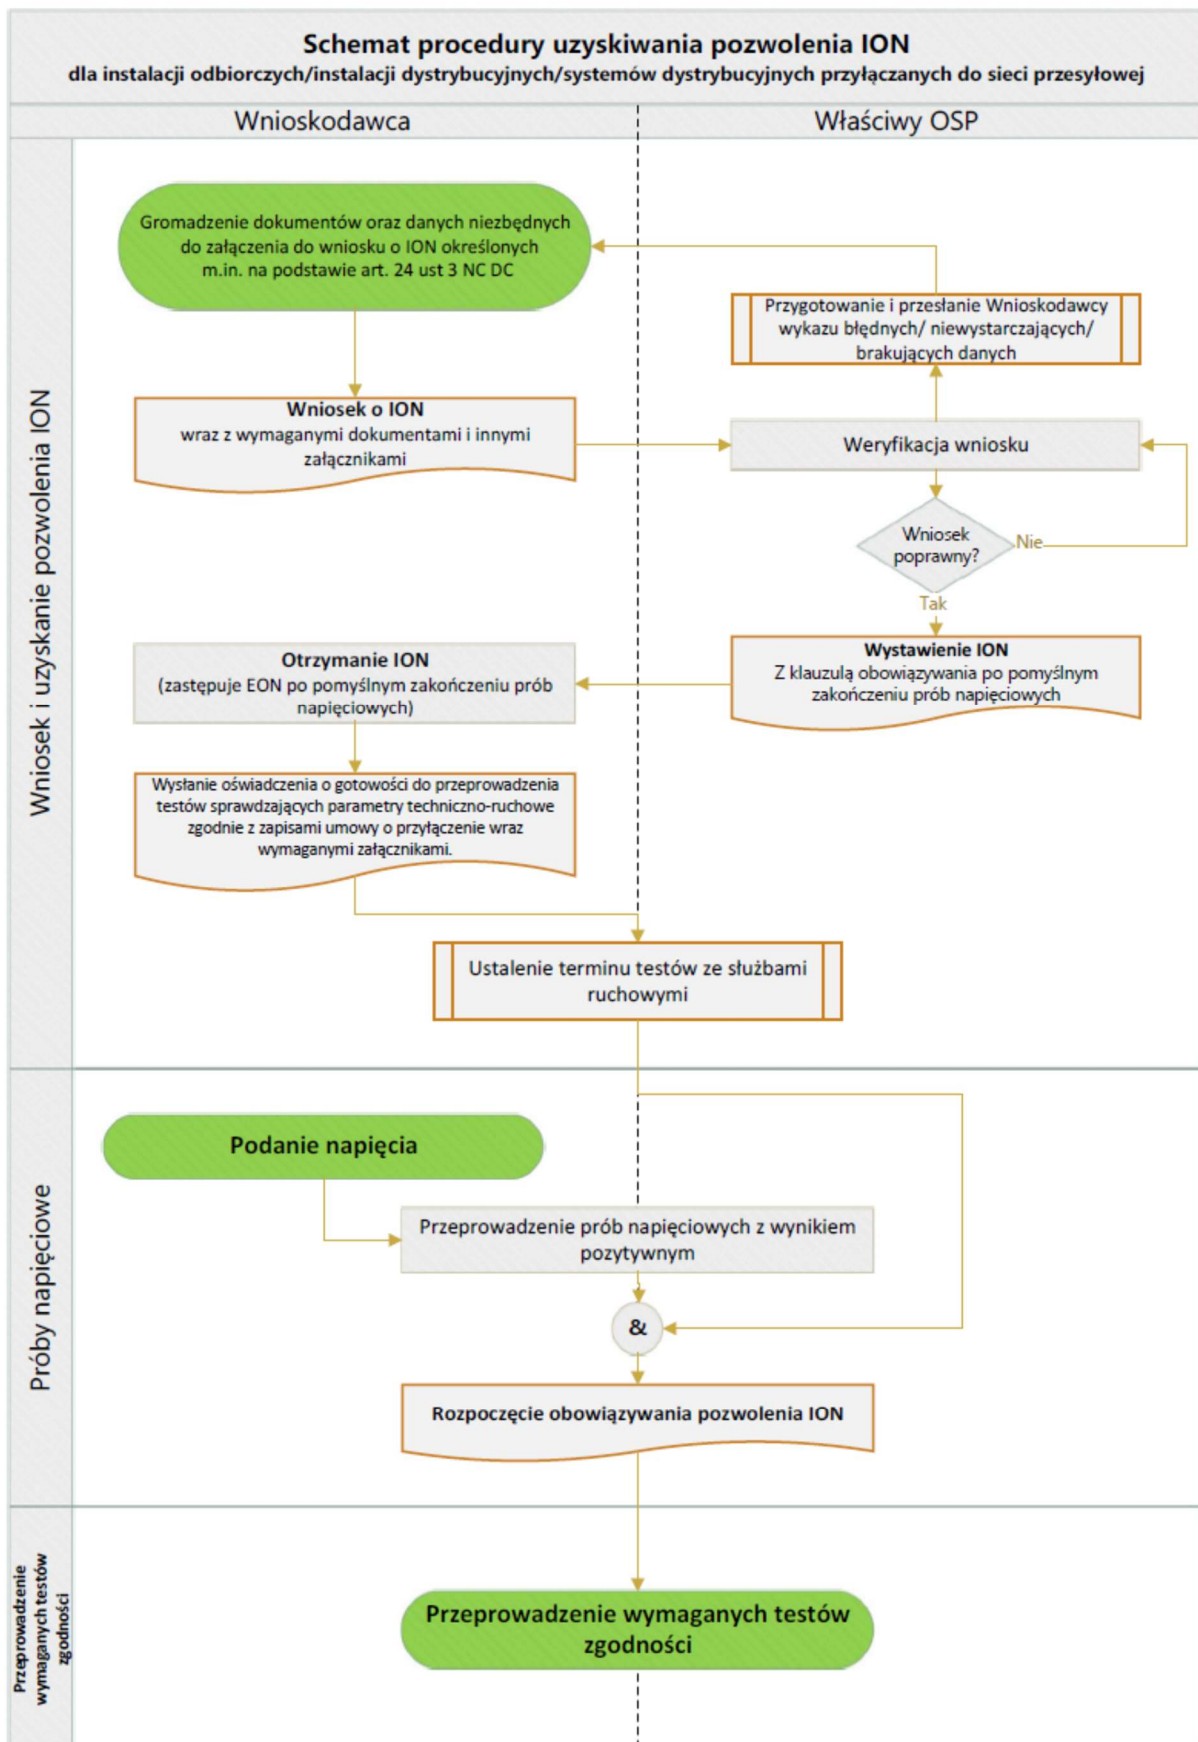 Schemat procedury uzyskiwania pozwolenia ION
dla instalacji odbiorczych/instalacji dystrybucyjnych/systemów dystrybucyjnych przyłączanych do sieci przesyłowej
Wnioskodawca
Właściwy OSP
Wniosek i uzyskanie pozwolenia ION
Gromadzenie dokumentów oraz danych niezbędnych
do załączenia do wniosku o ION określonych
m.in. na podstawie art. 24 ust 3 NC DC
Przygotowanie i przesłanie Wnioskodawcy
wykazu błędnych/ niewystarczających/
brakujących danych
Wniosek o ION
wraz z wymaganymi dokumentami i innymi
załącznikami
Weryfikacja wniosku
Wniosek
poprawny?
Nie
Tak
Wystawienie ION
Z klauzulą obowiązywania po pomyślnym
zakończeniu prób napięciowych
Otrzymanie ION
(zastępuje EON po pomyślnym zakończeniu prób
napięciowych)
Wysłanie oświadczenia o gotowości do przeprowadzenia
testów sprawdzających parametry techniczno-ruchowe
zgodnie z zapisami umowy o przyłączenie wraz
wymaganymi załącznikami.
Ustalenie terminu testów ze służbami
ruchowymi
Próby napięciowe
Podanie napięcia
Przeprowadzenie prób napięciowych z wynikiem
pozytywnym
&
Rozpoczęcie obowiązywania pozwolenia ION
Przeprowadzenie
wymaganych testów
zgodności
Przeprowadzenie wymaganych testów
zgodności